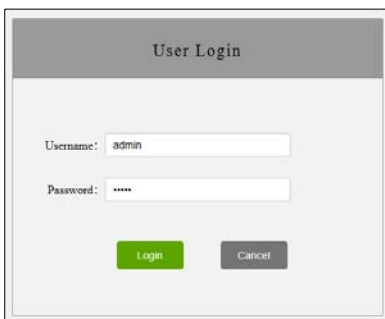 User Login
Username: admin
Password: •••••
Login Cancel